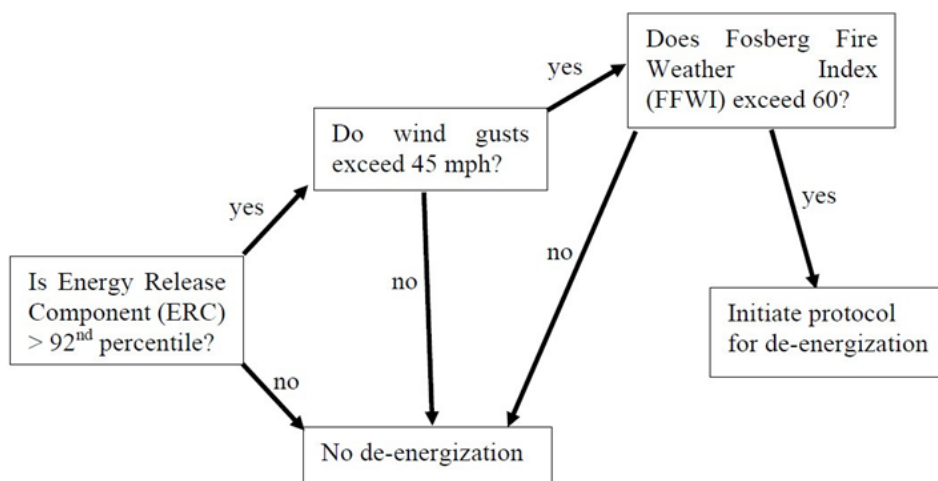 Does Fosberg Fire
Weather Index
(FFWI) exceed 60?
yes
Do wind gusts
exceed 45 mph?
yes
yes
no
no
Is Energy Release
Component (ERC)
> 92nd percentile?
Initiate protocol
for de-energization
no
No de-energization